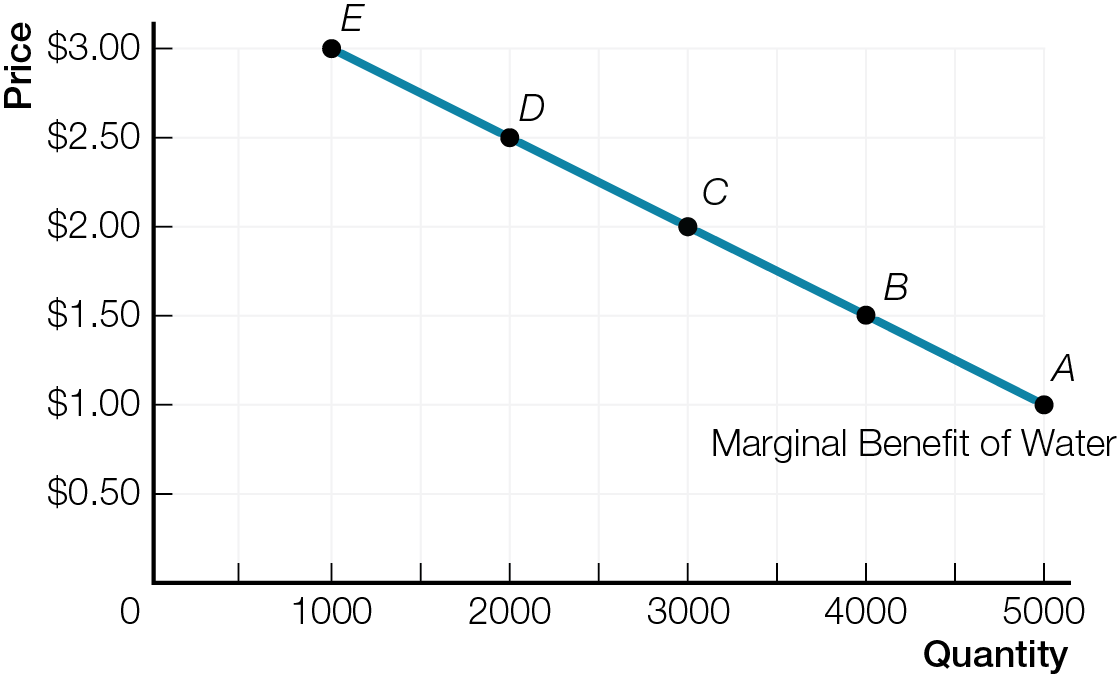 Price
$3.00
$2.50
$2.00
$1.50
$1.00
$0.50
E
D
C
B
A
Marginal Benefit of Water
0 1000 2000 3000 4000 5000
Quantity